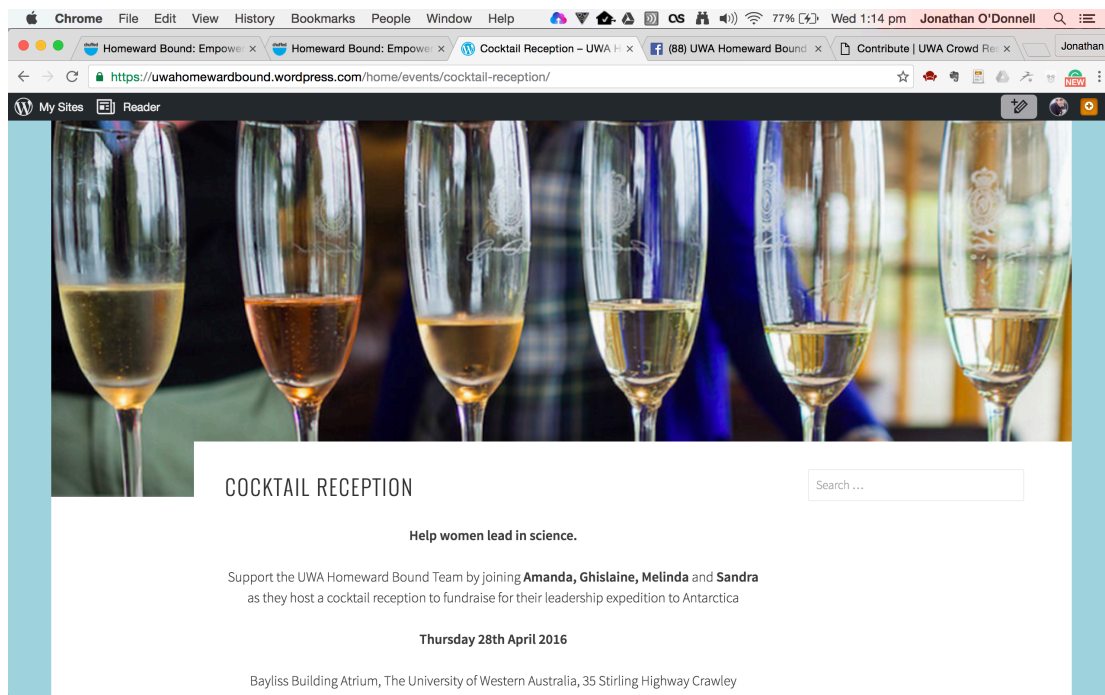 Chrome File Edit View History Bookmarks People Window Help 77% Wed 1:14 pm Jonathan O'Donnell
Homeward Bound: Empower Homeward Bound: Empower Cocktail Reception – UWA H (88) UWA Homeward Bound Contribute | UWA Crowd Res Jonathan
https://uwahomewardbound.wordpress.com/home/events/cocktail-reception/ NEW
My Sites Reader
COCKTAIL RECEPTION
Search …
Help women lead in science.
Support the UWA Homeward Bound Team by joining Amanda, Ghislaine, Melinda and Sandra
as they host a cocktail reception to fundraise for their leadership expedition to Antarctica
Thursday 28th April 2016
Bayliss Building Atrium, The University of Western Australia, 35 Stirling Highway Crawley